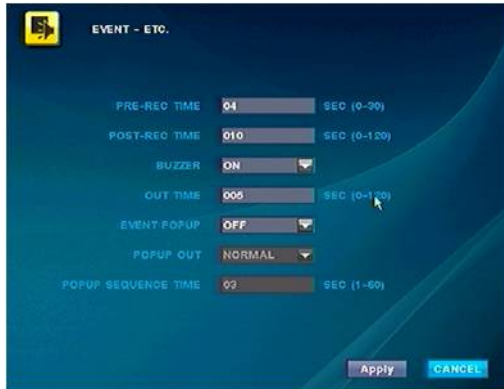 EVENT - ETC.
PRE-REC TIME 04 SEC (0-30)
POST-REC TIME 010 SEC (0-120)
BUZZER ON
OUT TIME 005 SEC (0-120)
EVENT POPUP OFF
POPUP OUT NORMAL
POPUP SEQUENCE TIME 03 SEC (1-60)
Apply CANCEL